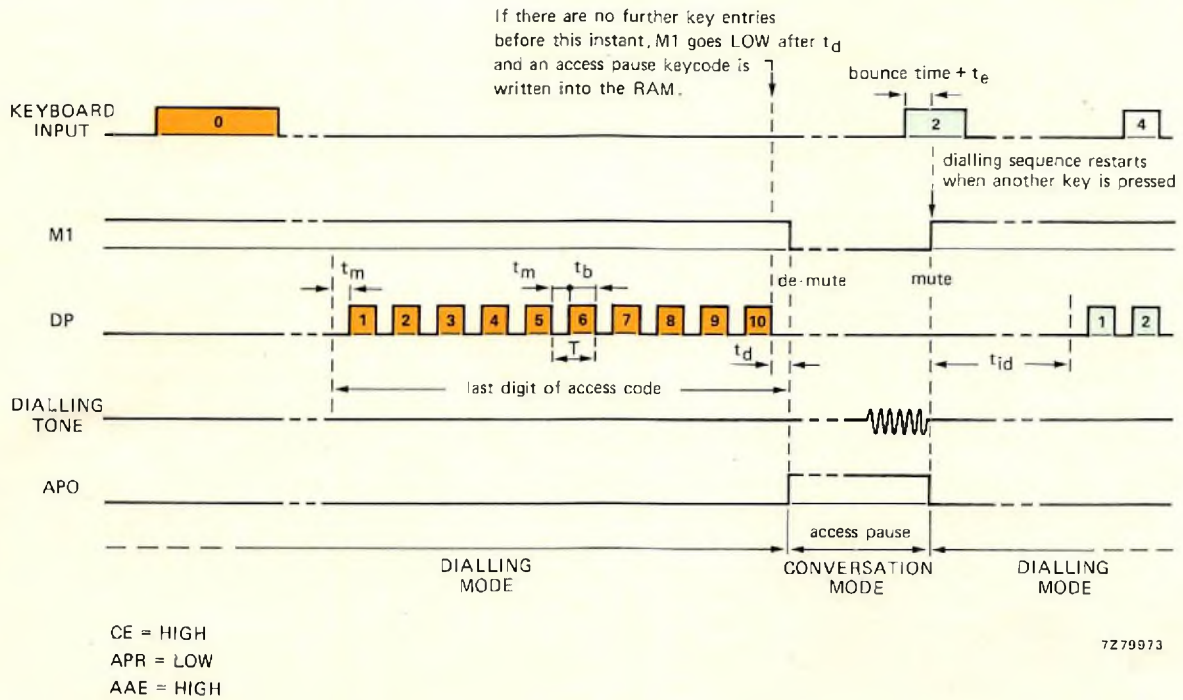 If there are no further key entries
before this instant, M1 goes LOW after td
and an access pause keycode is
written into the RAM.
bounce time + te
KEYBOARD
INPUT
0
2
4
dialling sequence restarts
when another key is pressed
M1
tm
tm
tb
de-mute
mute
DP
1
2
3
4
5
6
7
8
9
10
1
2
T
td
tid
last digit of access code
DIALLING
TONE
APO
access pause
DIALLING
MODE
CONVERSATION
MODE
DIALLING
MODE
CE = HIGH
APR = LOW
AAE = HIGH
7Z79973